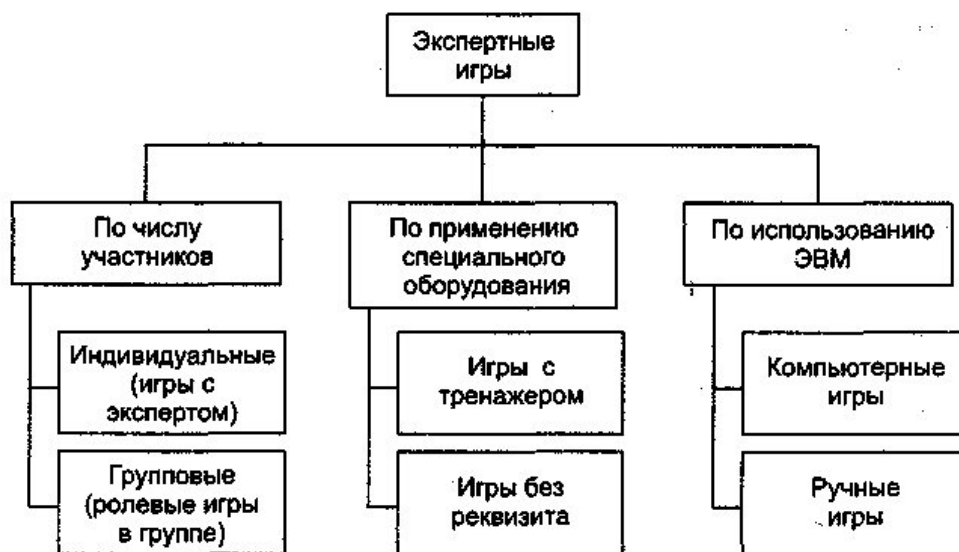 Экспертные
игры
По числу
участников
Индивидуальные
(игры с
экспертом)
Групповые
(ролевые игры
в группе)
По применению
специального
оборудования
Игры с
тренажером
Игры без
реквизита
По использованию
ЭВМ
Компьютерные
игры
Ручные
игры